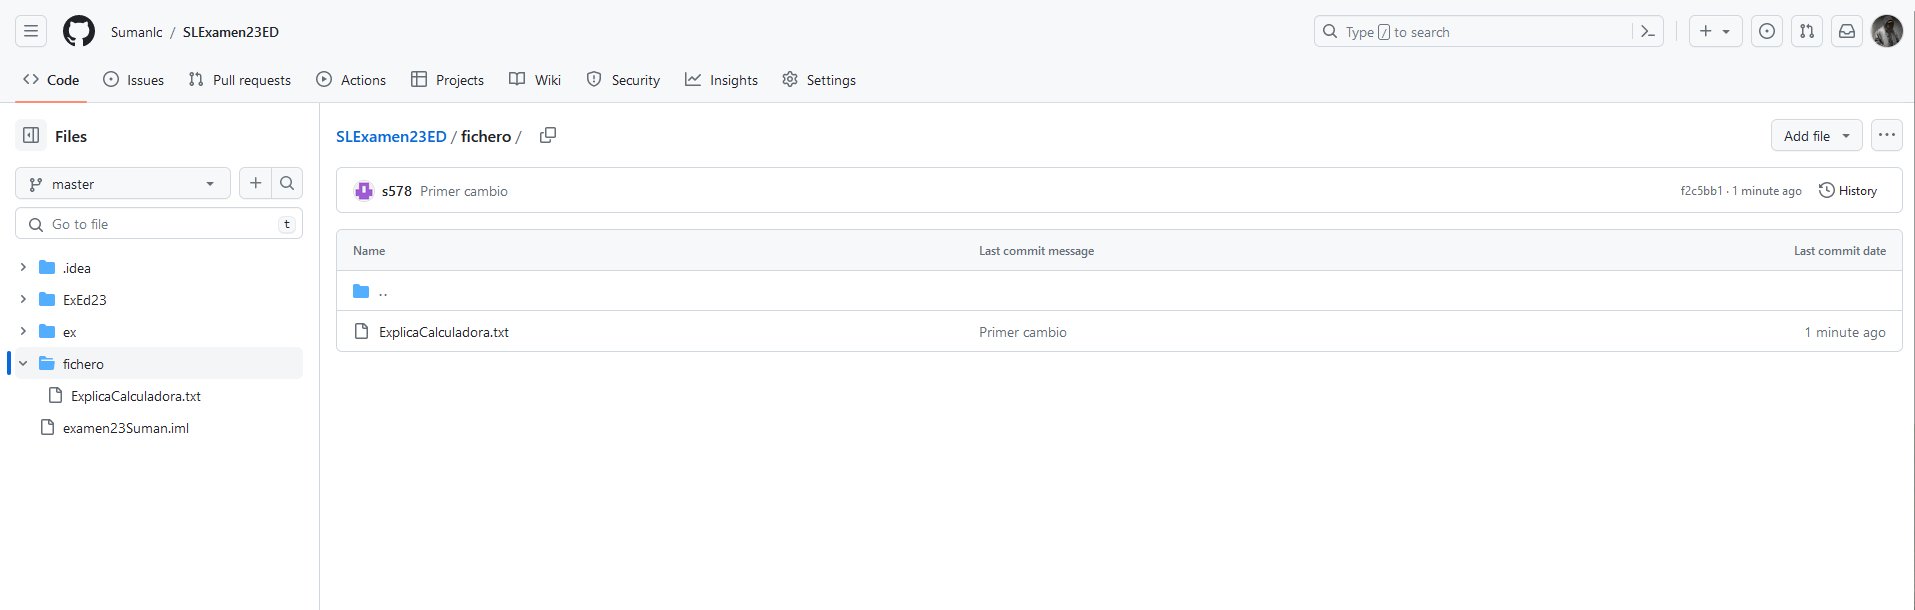 Sumanlc / SLExamen23ED
Type / to search
Code
Issues
Pull requests
Actions
Projects
Wiki
Security
Insights
Settings
Files
master
Go to file
t
.idea
ExEd23
ex
fichero
ExplicaCalculadora.txt
examen23Suman.iml
SLExamen23ED / fichero /
Add file
s578 Primer cambio
f2c5bb1 · 1 minute ago
History
Name Last commit message Last commit date
..
ExplicaCalculadora.txt Primer cambio 1 minute ago